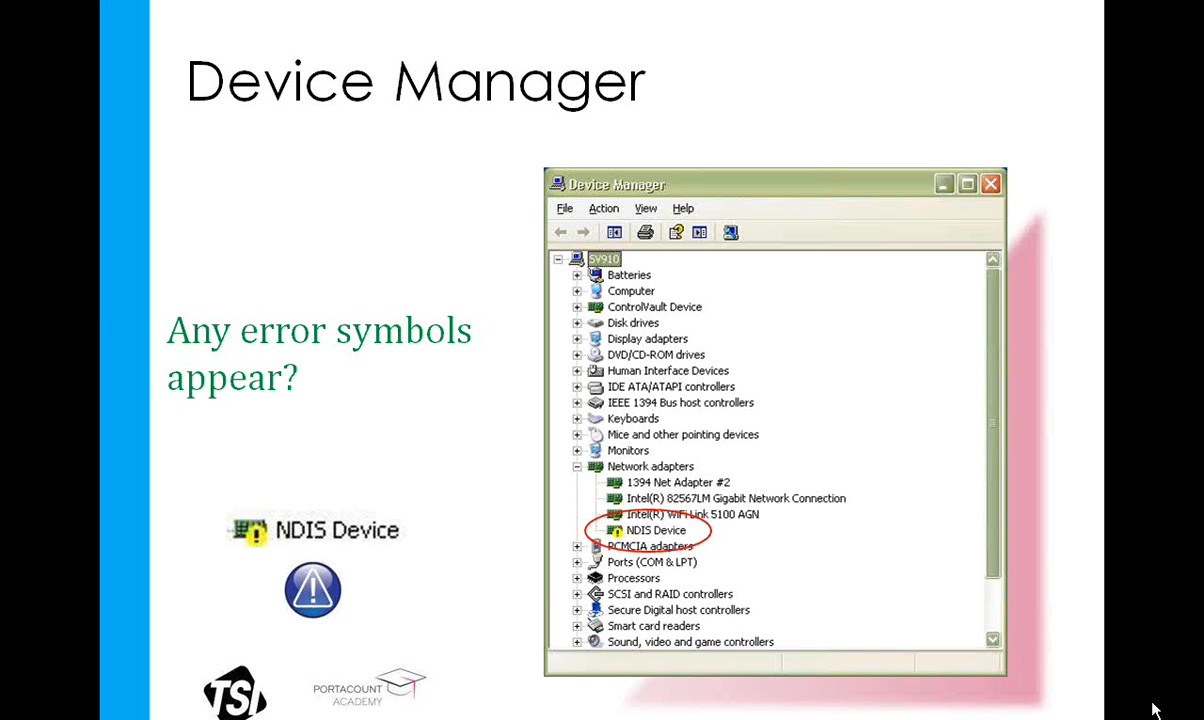 Device Manager
Any error symbols
appear?
NDIS Device
TSI
PORTACOUNT
ACADEMY
Device Manager
File Action View Help
SV910
Batteries
Computer
ControlVault Device
Disk drives
Display adapters
DVD/CD-ROM drives
Human Interface Devices
IDE ATA/ATAPI controllers
IEEE 1394 Bus host controllers
Keyboards
Mice and other pointing devices
Monitors
Network adapters
1394 Net Adapter #2
Intel(R) 82567LM Gigabit Network Connection
Intel(R) WiFi Link 5100 AGN
NDIS Device
PCMCIA adapters
Ports (COM & LPT)
Processors
SCSI and RAID controllers
Secure Digital host controllers
Smart card readers
Sound, video and game controllers